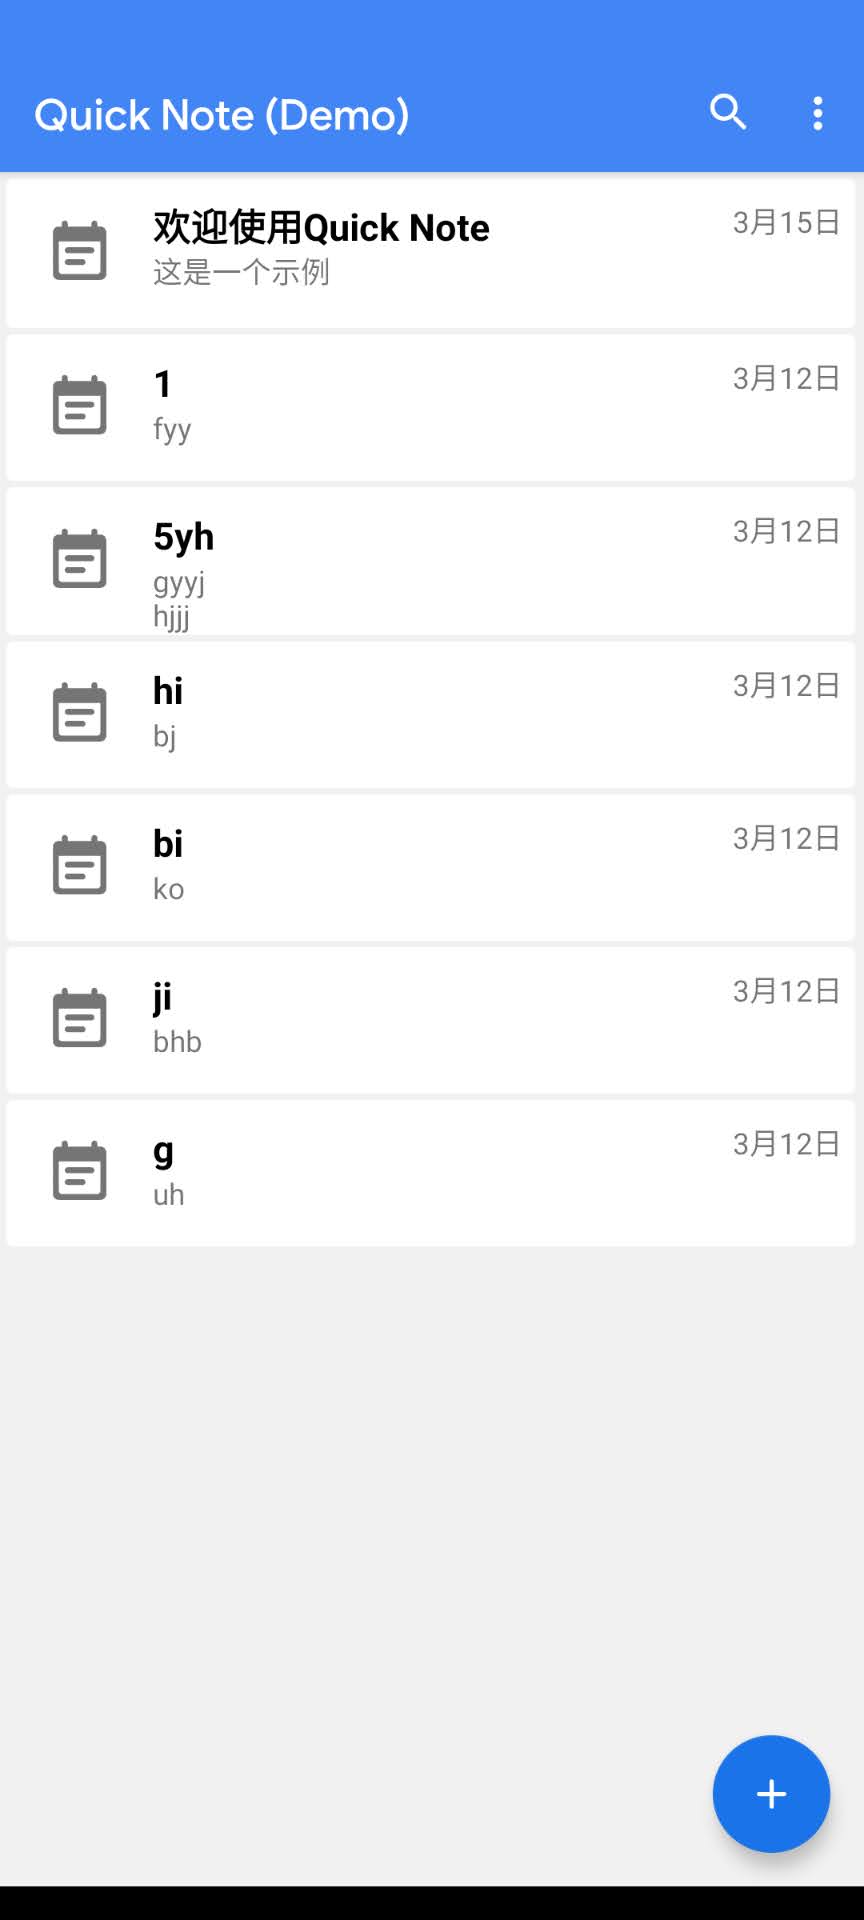 Quick Note (Demo)
欢迎使用Quick Note
3月15日
这是一个示例
1
3月12日
fyy
5yh
3月12日
gyyj
hjjj
hi
3月12日
bj
bi
3月12日
ko
ji
3月12日
bhb
g
3月12日
uh